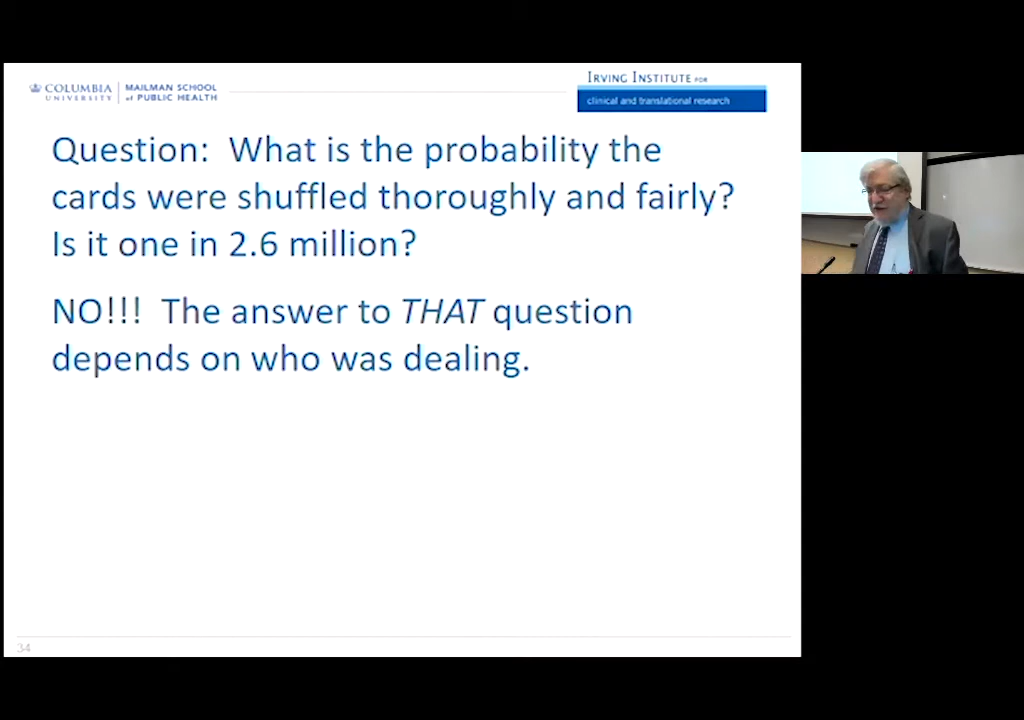 COLUMBIA
UNIVERSITY
MAILMAN SCHOOL
of PUBLIC HEALTH
IRVING INSTITUTE FOR
clinical and translational research
Question: What is the probability the
cards were shuffled thoroughly and fairly?
Is it one in 2.6 million?
NO!!! The answer to THAT question
depends on who was dealing.
34